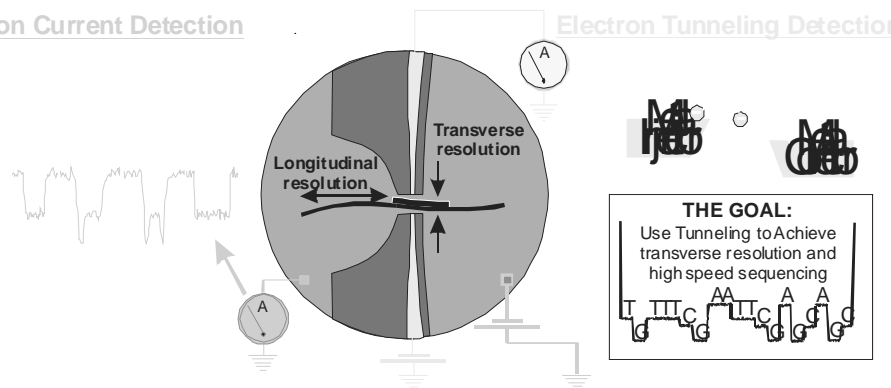 on Current Detection
Electron Tunneling Detection
A
Transverse
resolution
Longitudinal
resolution
THE GOAL:
Use Tunneling to Achieve
transverse resolution and
high speed sequencing
T G TTT C G AA TT C G A G C A G C
A